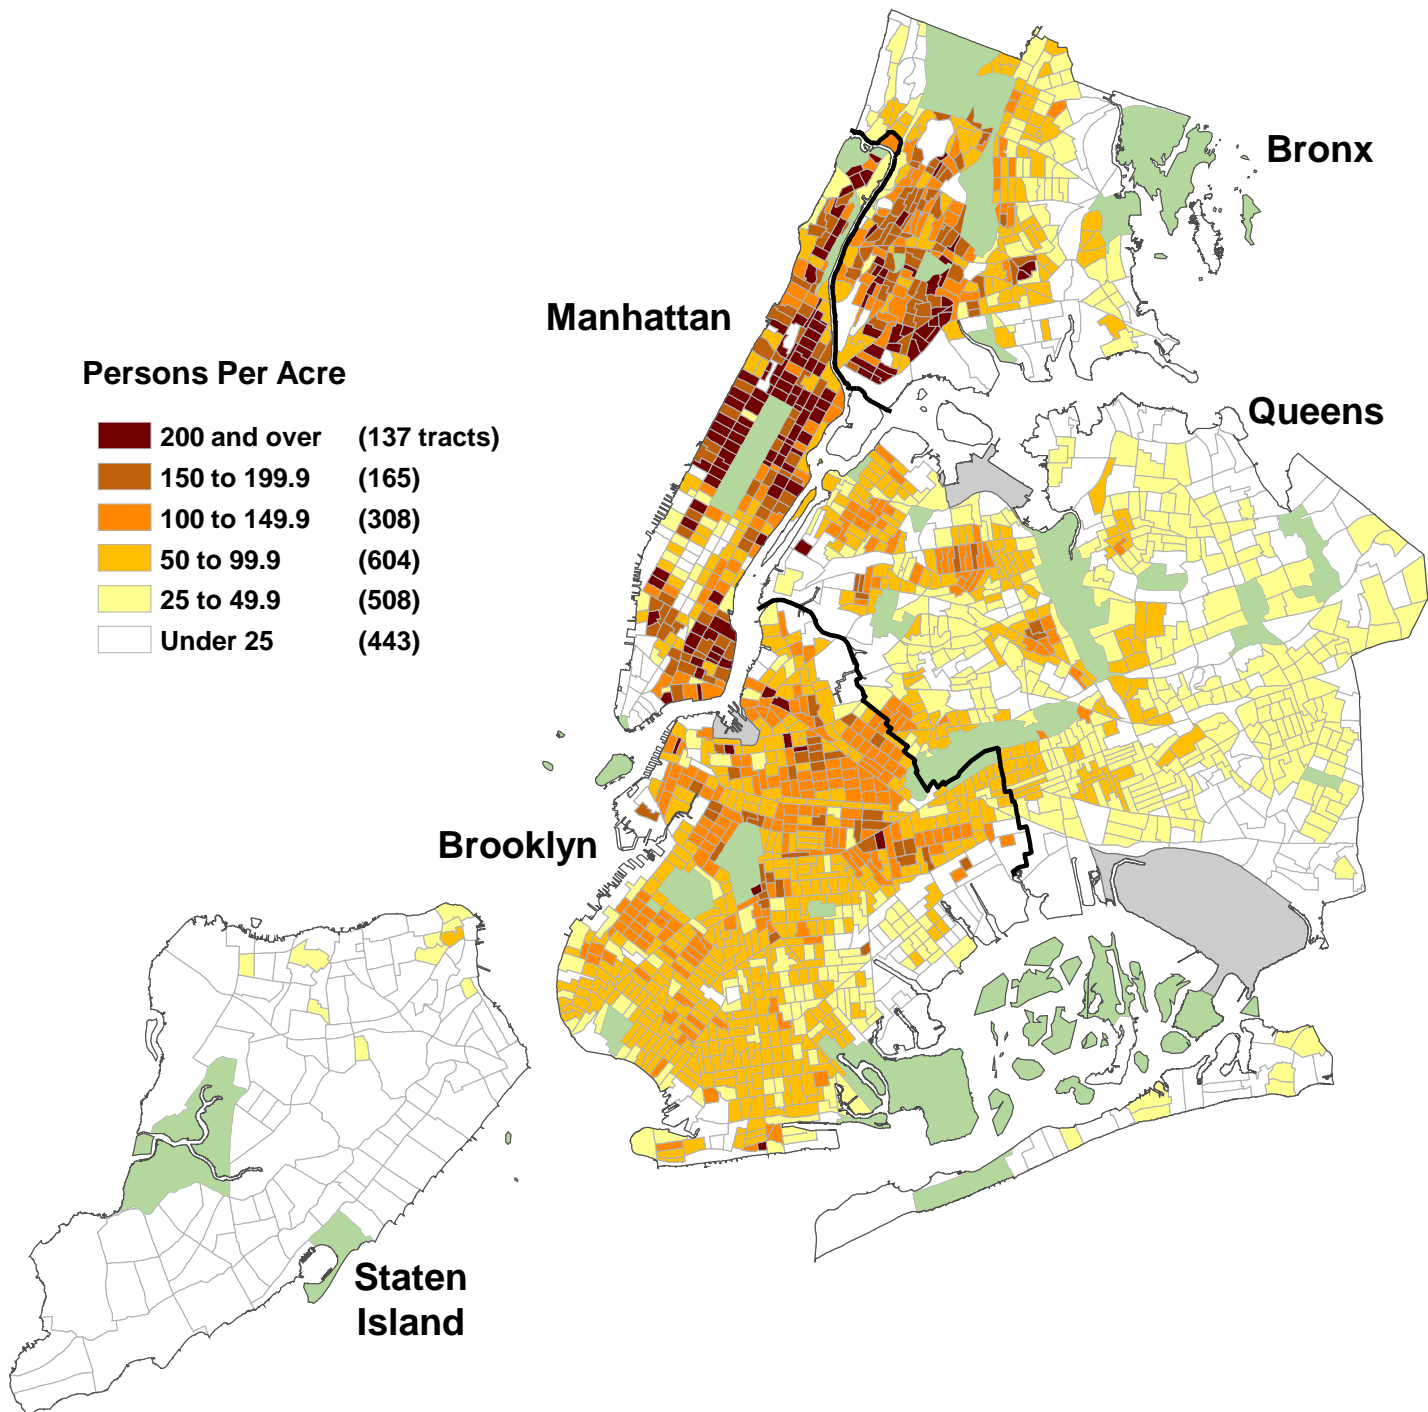 Bronx
Manhattan
Persons Per Acre
200 and over (137 tracts)
150 to 199.9 (165)
100 to 149.9 (308)
50 to 99.9 (604)
25 to 49.9 (508)
Under 25 (443)
Queens
Brooklyn
Staten
Island